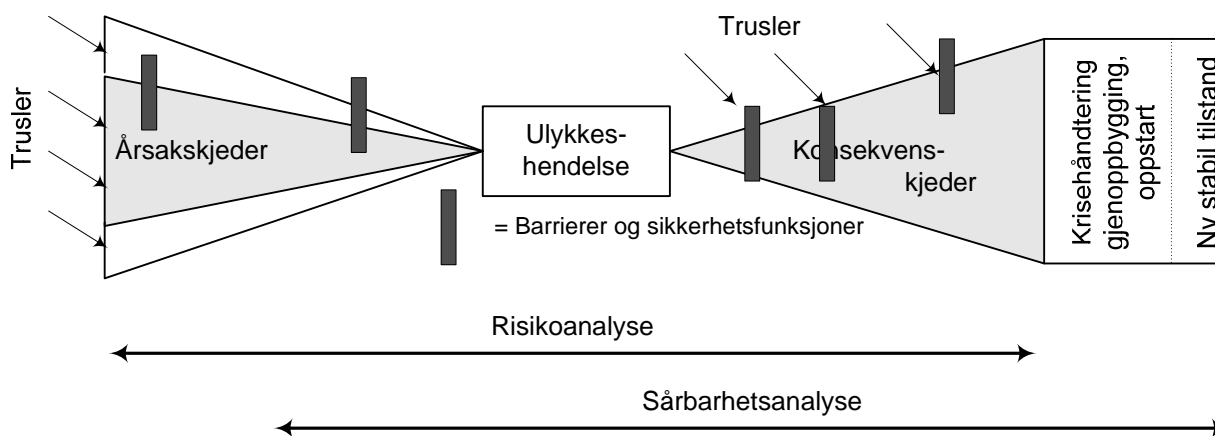 Trusler
Trusler
Årsakskjeder
Ulykkes-
hendelse
Konsekvens-
kjeder
Krisehåndtering
gjenoppbygging,
oppstart
Ny stabil tilstand
= Barrierer og sikkerhetsfunksjoner
Risikoanalyse
Sårbarhetsanalyse